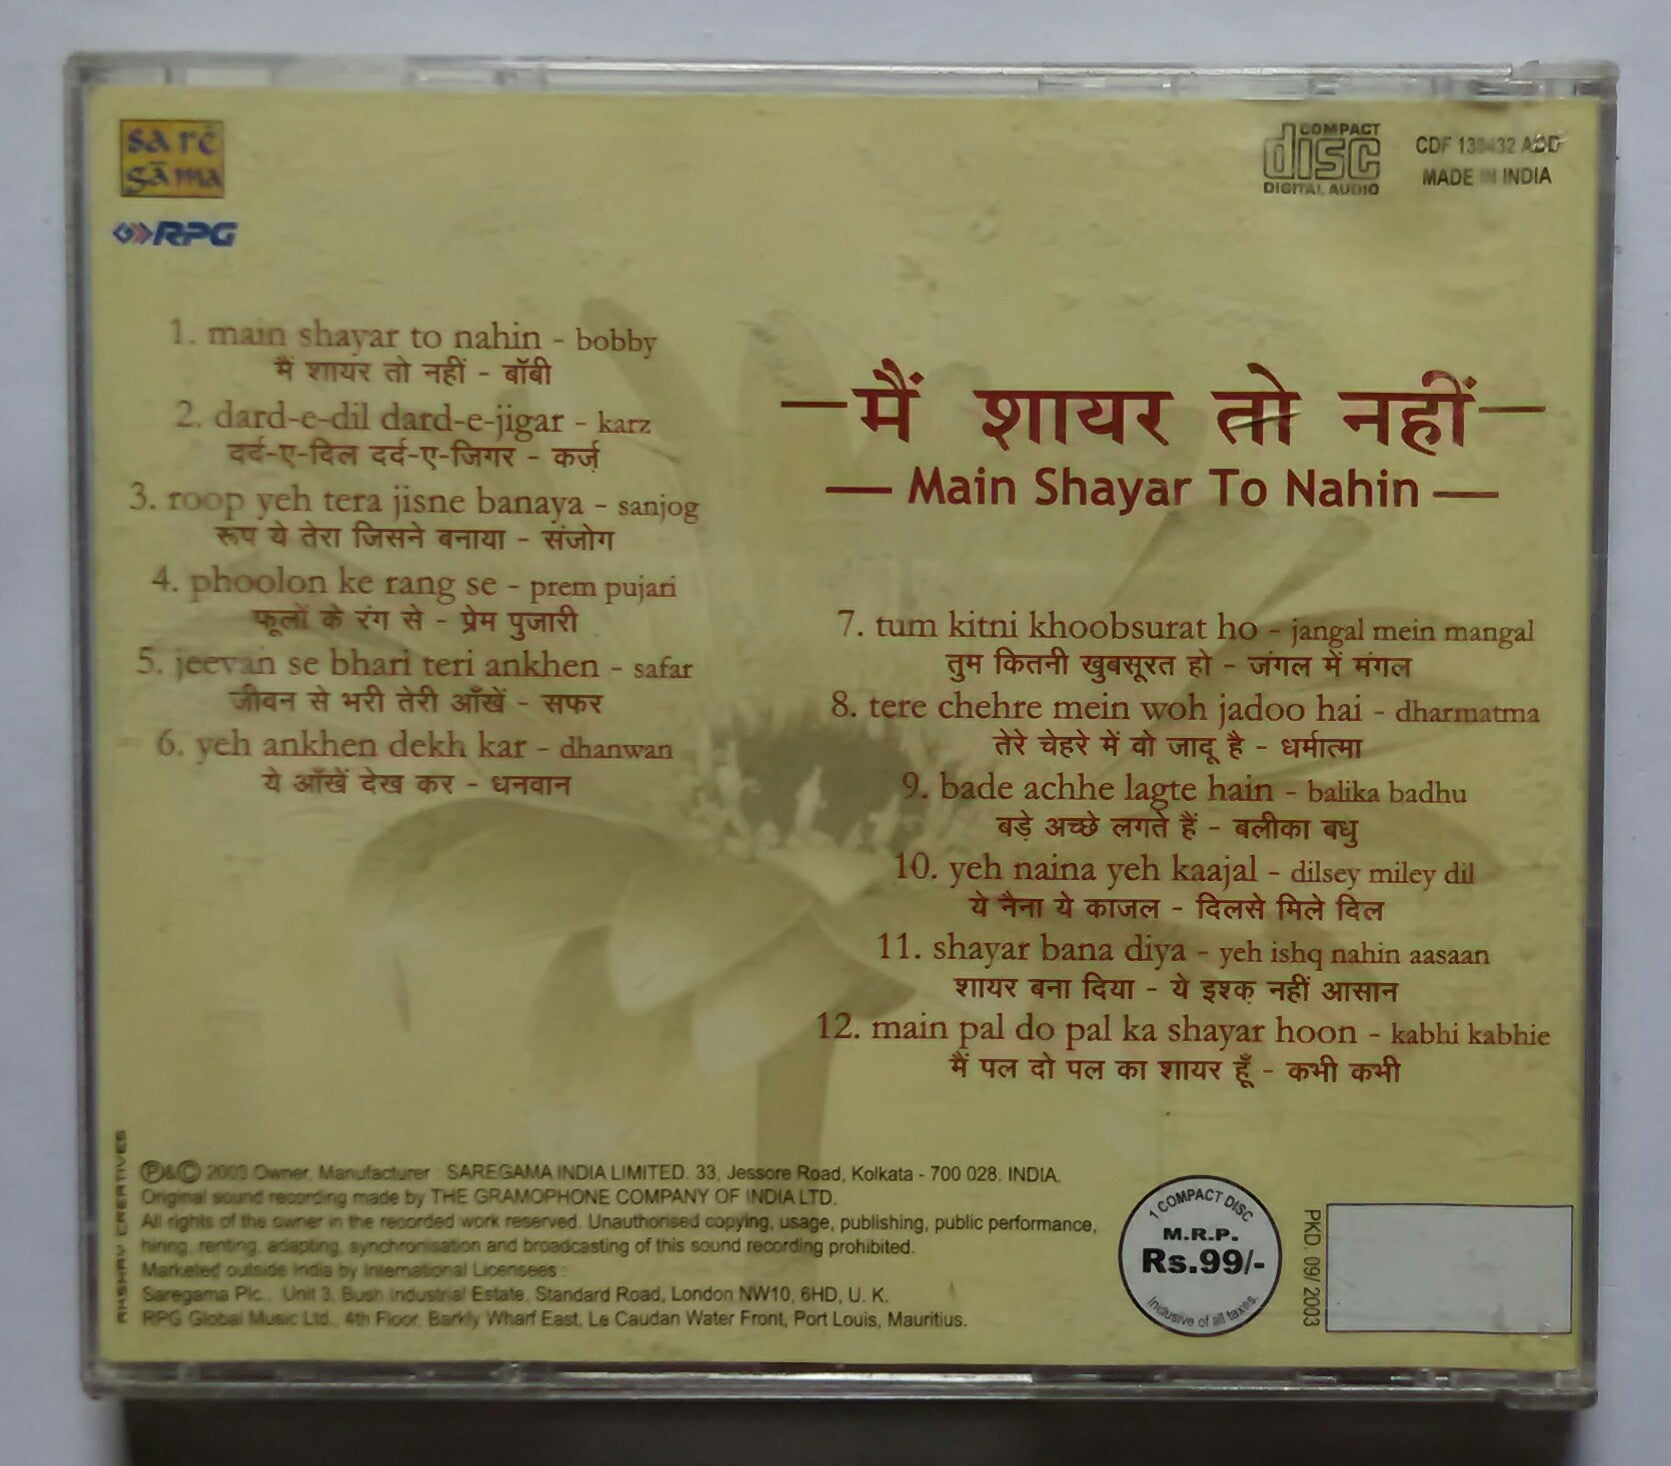 saRe
Gama
RPG
COMPACT
disc
DIGITAL AUDIO
CDF 130432 ADD
MADE IN INDIA
1. main shayar to nahin - bobby
मैं शायर तो नहीं - बॉबी
2. dard-e-dil dard-e-jigar - karz
दर्द-ए-दिल दर्द-ए-जिगर - कर्ज़
3. roop yeh tera jisne banaya - sanjog
रूप ये तेरा जिसने बनाया - संजोग
4. phoolon ke rang se - prem pujari
फूलों के रंग से - प्रेम पुजारी
5. jeevan se bhari teri ankhen - safar
जीवन से भरी तेरी आँखें - सफर
6. yeh ankhen dekh kar - dhanwan
ये आँखें देख कर - धनवान
मैं शायर तो नहीं
Main Shayar To Nahin
7. tum kitni khoobsurat ho - jangal mein mangal
तुम कितनी खुबसूरत हो - जंगल में मंगल
8. tere chehre mein woh jadoo hai - dharmatma
तेरे चेहरे में वो जादू है - धर्मात्मा
9. bade achhe lagte hain - balika badhu
बड़े अच्छे लगते हैं - बलीका बधु
10. yeh naina yeh kaajal - dilsey miley dil
ये नैना ये काजल - दिलसे मिले दिल
11. shayar bana diya - yeh ishq nahin aasaan
शायर बना दिया - ये इश्क़ नहीं आसान
12. main pal do pal ka shayar hoon - kabhi kabhie
मैं पल दो पल का शायर हूँ - कभी कभी
AKSHAY CREATIVES
℗&© 2003 Owner, Manufacturer : SAREGAMA INDIA LIMITED. 33, Jessore Road, Kolkata - 700 028. INDIA.
Original sound recording made by THE GRAMOPHONE COMPANY OF INDIA LTD.
All rights of the owner in the recorded work reserved. Unauthorised copying, usage, publishing, public performance,
hiring, renting, adapting, synchronisation and broadcasting of this sound recording prohibited.
Marketed outside India by International Licensees :
Saregama Plc., Unit 3, Bush Industrial Estate, Standard Road, London NW10, 6HD, U. K.
RPG Global Music Ltd., 4th Floor, Barkly Wharf East, Le Caudan Water Front, Port Louis, Mauritius.
1 COMPACT DISC
M.R.P.
Rs.99/-
Inclusive of all taxes.
PKD. 09/ 2003